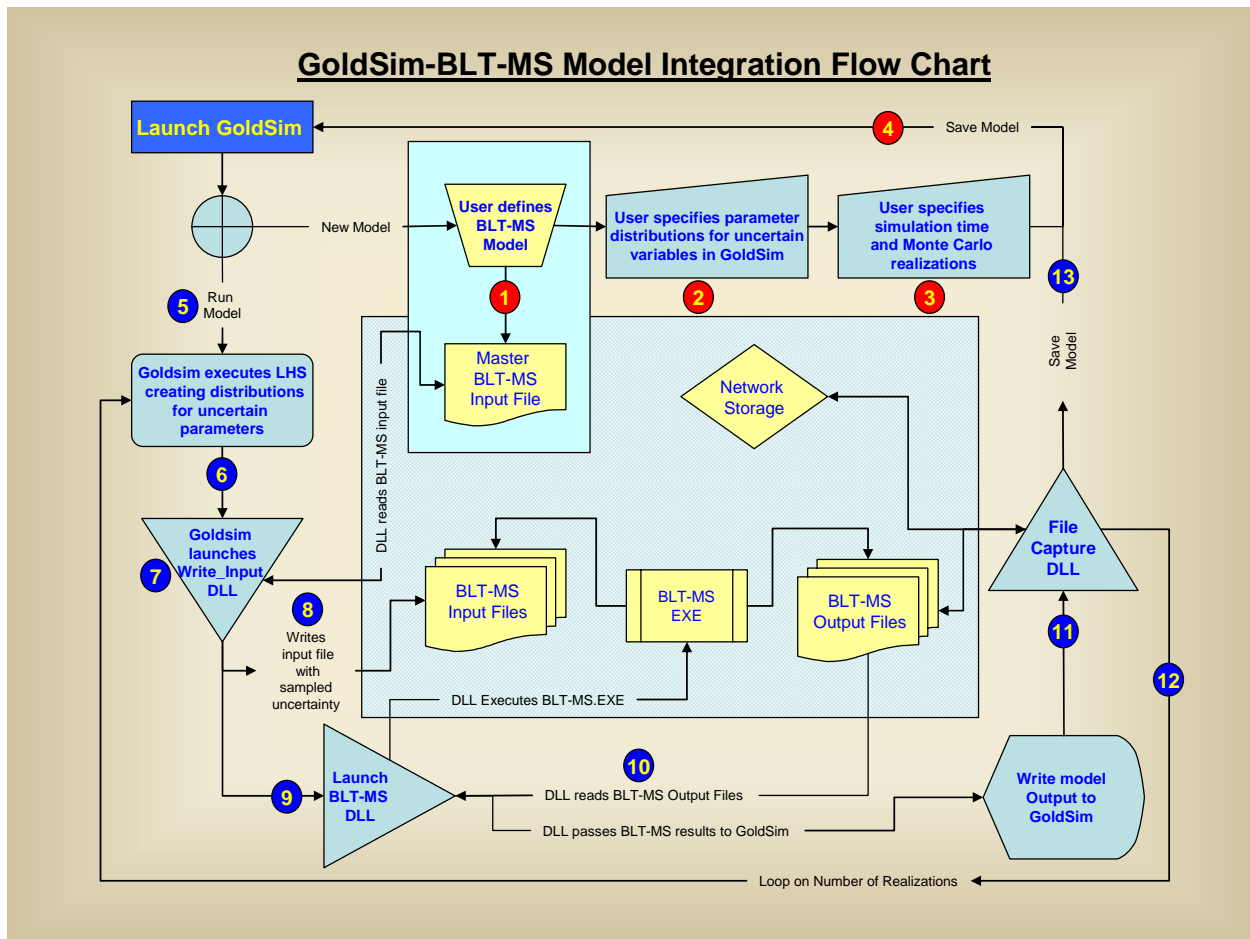 GoldSim-BLT-MS Model Integration Flow Chart
Launch GoldSim
4
Save Model
New Model
User defines
BLT-MS
Model
User specifies parameter
distributions for uncertain
variables in GoldSim
User specifies
simulation time
and Monte Carlo
realizations
1
2
3
13
5
Run
Model
Save
Model
Goldsim executes LHS
creating distributions
for uncertain
parameters
DLL reads BLT-MS input file
Master
BLT-MS
Input File
Network
Storage
6
Goldsim
launches
Write_Input
DLL
7
8
Writes
input file
with
sampled
uncertainty
BLT-MS
Input Files
BLT-MS
EXE
BLT-MS
Output Files
File
Capture
DLL
11
12
DLL Executes BLT-MS.EXE
9
Launch
BLT-MS
DLL
10
DLL reads BLT-MS Output Files
DLL passes BLT-MS results to GoldSim
Write model
Output to
GoldSim
Loop on Number of Realizations